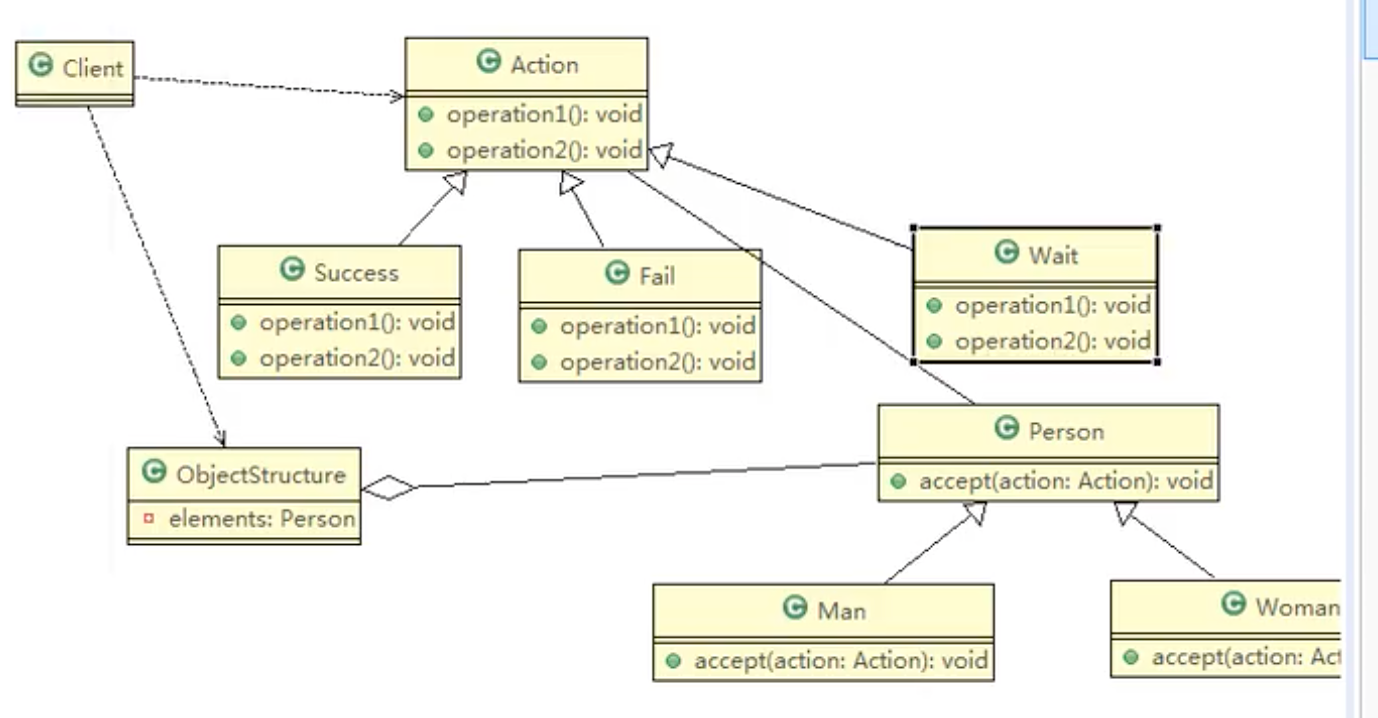 Client
Action
operation1(): void
operation2(): void
Success
operation1(): void
operation2(): void
Fail
operation1(): void
operation2(): void
Wait
operation1(): void
operation2(): void
ObjectStructure
elements: Person
Person
accept(action: Action): void
Man
accept(action: Action): void
Woman
accept(action: Act